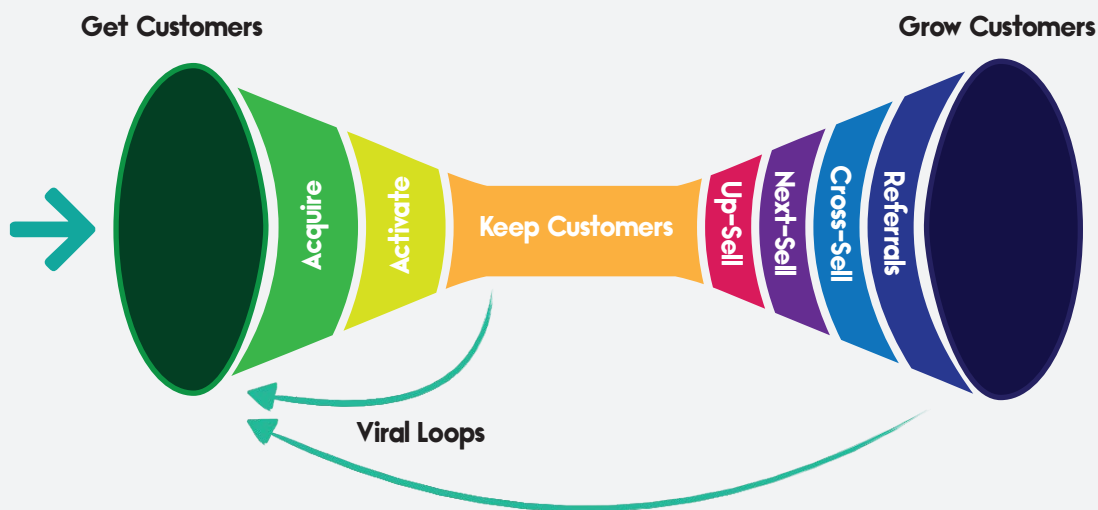 Get Customers
Grow Customers
Acquire
Activate
Keep Customers
Up-Sell
Next-Sell
Cross-Sell
Referrals
Viral Loops